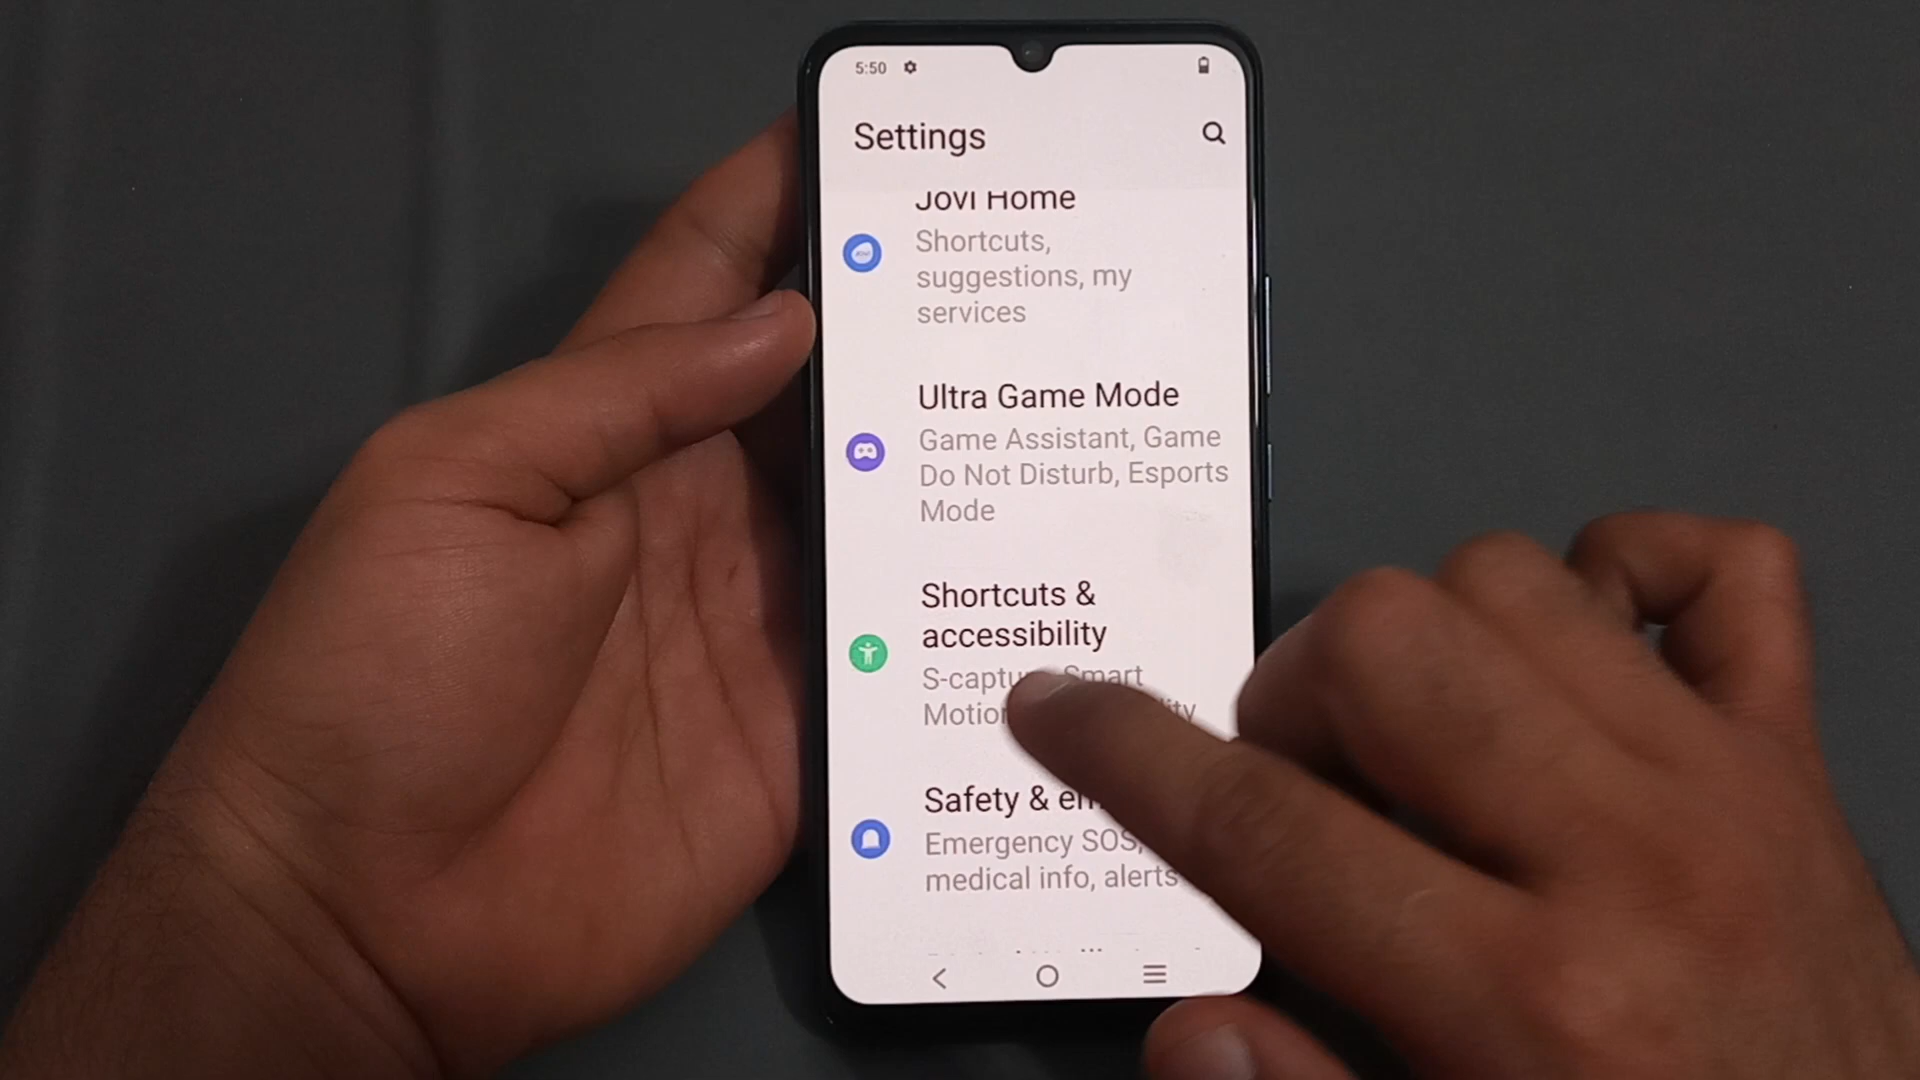 5:50
Settings
Jovi Home
Shortcuts,
suggestions, my
services
Ultra Game Mode
Game Assistant, Game
Do Not Disturb, Esports
Mode
Shortcuts &
accessibility
Smart
Safety &
Emergency SOS,
medical info, alerts